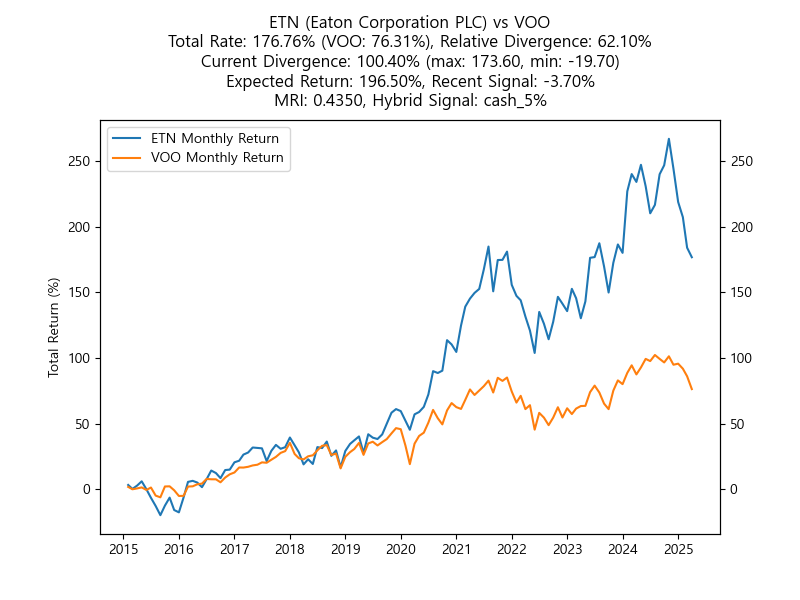 ETN (Eaton Corporation PLC) vs VOO
Total Rate: 176.76% (VOO: 76.31%), Relative Divergence: 62.10%
Current Divergence: 100.40% (max: 173.60, min: -19.70)
Expected Return: 196.50%, Recent Signal: -3.70%
MRI: 0.4350, Hybrid Signal: cash_5%
ETN Monthly Return
VOO Monthly Return
Total Return (%)
250 250
200 200
150 150
100 100
50 50
0 0
2015 2016 2017 2018 2019 2020 2021 2022 2023 2024 2025